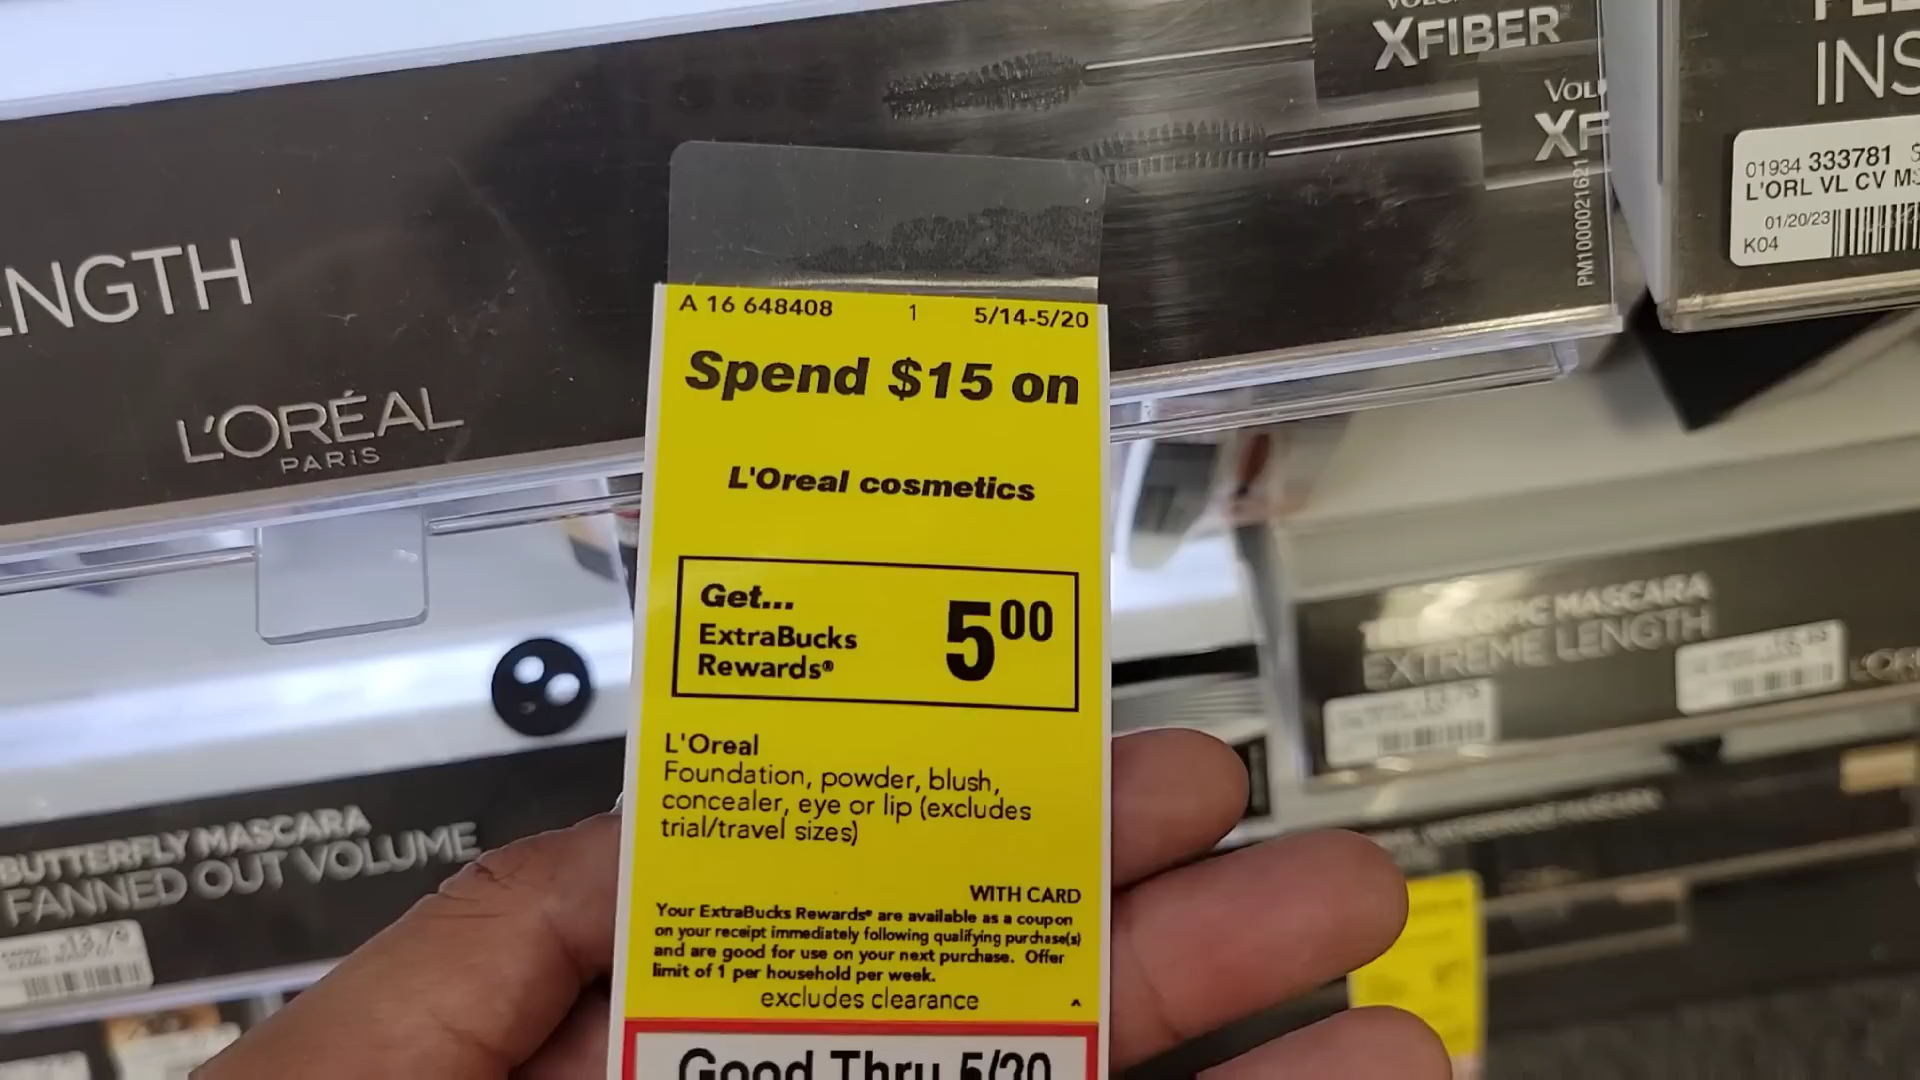 XFIBER
VOLU
XF
PM1000021621
INS
01934 333781
L'ORL VL CV M
01/20/23
K04
ENGTH
L'ORÉAL
PARiS
A 16 648408 1 5/14-5/20
Spend $15 on
L'Oreal cosmetics
Get...
ExtraBucks
Rewards®
5 00
L'Oreal
Foundation, powder, blush,
concealer, eye or lip (excludes
trial/travel sizes)
WITH CARD
Your ExtraBucks Rewards® are available as a coupon
on your receipt immediately following qualifying purchase(s)
and are good for use on your next purchase. Offer
limit of 1 per household per week.
excludes clearance ^
Good Thru 5/20
BUTTERFLY MASCARA
FANNED OUT VOLUME
MASCARA
EXTREME LENGTH